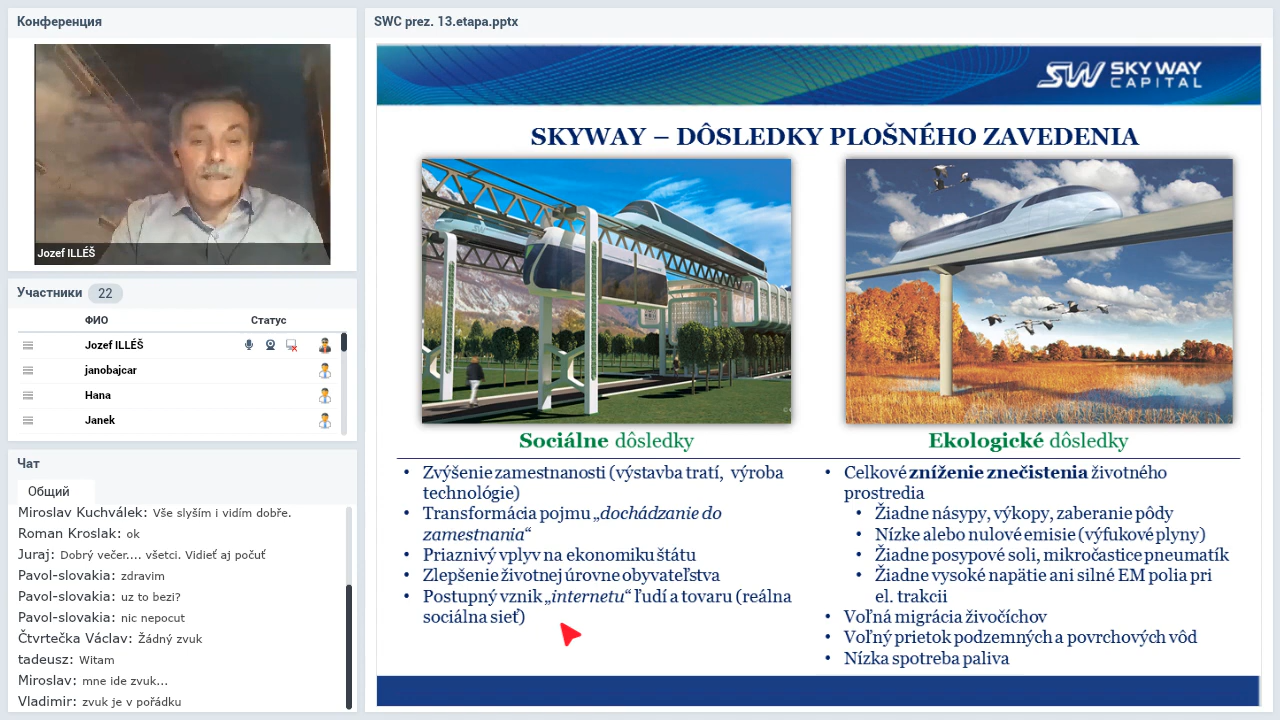 Конференция
Jozef ILLÉŠ
Участники 22
ФИО Статус
Jozef ILLÉŠ
janobajcar
Hana
Janek
Чат
Общий
Miroslav Kuchválek: Vše slyším i vidím dobře.
Roman Kroslak: ok
Juraj: Dobrý večer.... všetci. Vidieť aj počuť
Pavol-slovakia: zdravim
Pavol-slovakia: uz to bezi?
Pavol-slovakia: nic nepocut
Čtvrtečka Václav: Žádný zvuk
tadeusz: Witam
Miroslav: mne ide zvuk...
Vladimir: zvuk je v pořádku
SWC prez. 13.etapa.pptx
SW SKY WAY
CAPITAL
SKYWAY – DÔSLEDKY PLOŠNÉHO ZAVEDENIA
Sociálne dôsledky
• Zvýšenie zamestnanosti (výstavba tratí, výroba
technológie)
• Transformácia pojmu „dochádzanie do
zamestnania“
• Priaznivý vplyv na ekonomiku štátu
• Zlepšenie životnej úrovne obyvateľstva
• Postupný vznik „internetu“ ľudí a tovaru (reálna
sociálna sieť)
Ekologické dôsledky
• Celkové zníženie znečistenia životného
prostredia
• Žiadne násypy, výkopy, zaberanie pôdy
• Nízke alebo nulové emisie (výfukové plyny)
• Žiadne posypové soli, mikročastice pneumatík
• Žiadne vysoké napätie ani silné EM polia pri
el. trakcii
• Voľná migrácia živočíchov
• Voľný prietok podzemných a povrchových vôd
• Nízka spotreba paliva